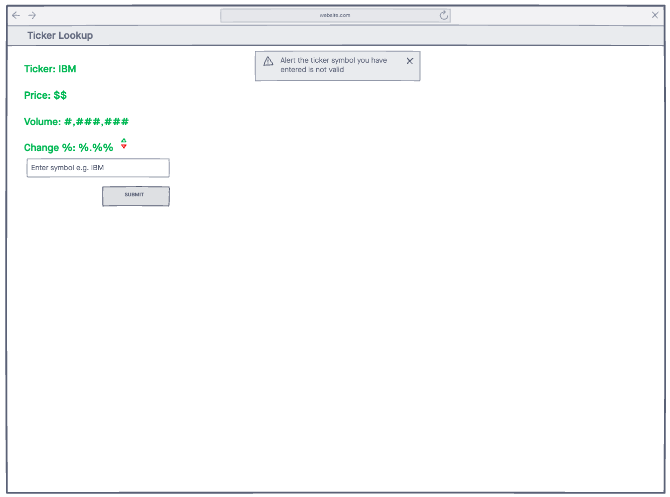 website.com
Ticker Lookup
Alert the ticker symbol you have
entered is not valid
Ticker: IBM
Price: $$
Volume: #,###,###
Change %: %.%%
Enter symbol e.g. IBM
SUBMIT